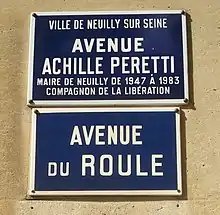 VILLE DE NEUILLY SUR SEINE
AVENUE
ACHILLE PERETTI
MAIRE DE NEUILLY DE 1947 À 1983
COMPAGNON DE LA LIBÉRATION
AVENUE
DU ROULE